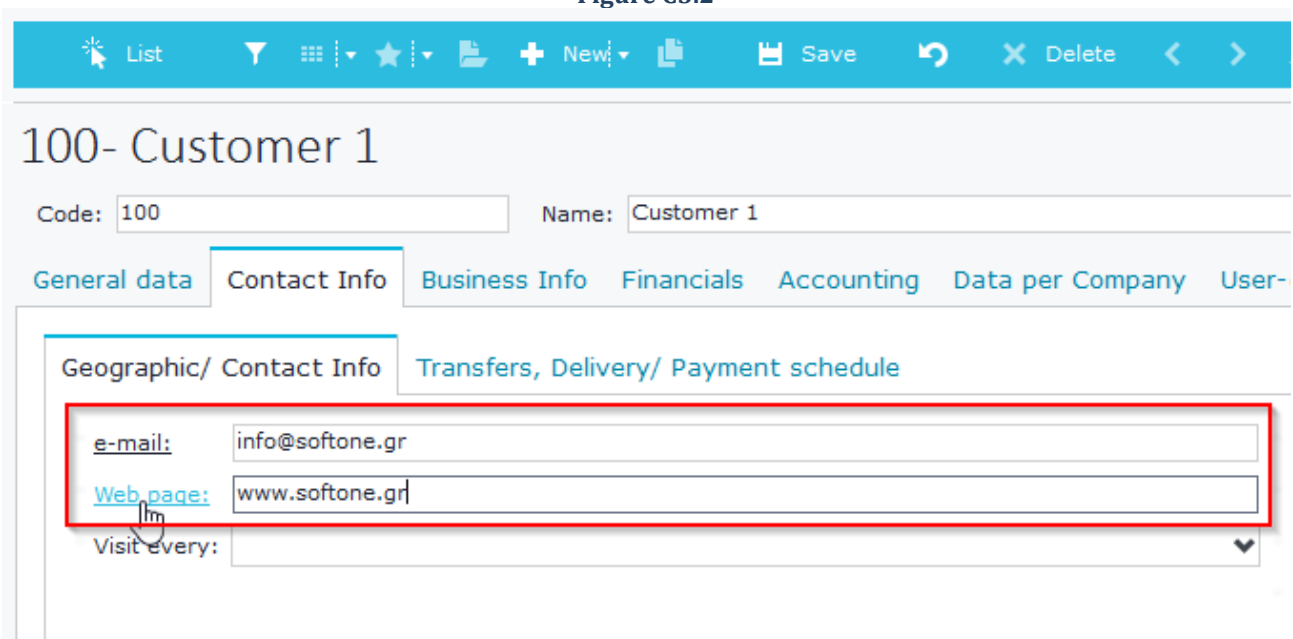 List New Save Delete
100- Customer 1
Code: 100 Name: Customer 1
General data Contact Info Business Info Financials Accounting Data per Company User-
Geographic/ Contact Info Transfers, Delivery/ Payment schedule
e-mail: info@softone.gr
Web page: www.softone.gr
Visit every: